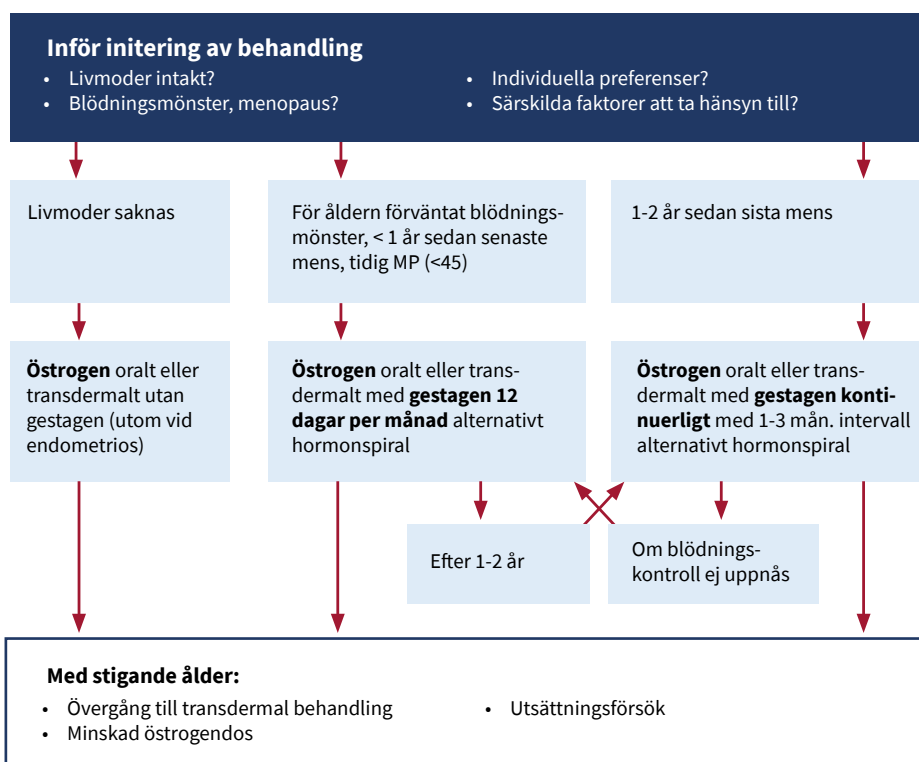 Inför initering av behandling
• Livmoder intakt?
• Blödningsmönster, menopaus?
• Individuella preferenser?
• Särskilda faktorer att ta hänsyn till?
Livmoder saknas
För åldern förväntat blödnings-
mönster, < 1 år sedan senaste
mens, tidig MP (<45)
1-2 år sedan sista mens
Östrogen oralt eller
transdermalt utan
gestagen (utom vid
endometrios)
Östrogen oralt eller trans-
dermalt med gestagen 12
dagar per månad alternativt
hormonspiral
Östrogen oralt eller trans-
dermalt med gestagen konti-
nuerligt med 1-3 mån. intervall
alternativt hormonspiral
Efter 1-2 år
Om blödnings-
kontroll ej uppnås
Med stigande ålder:
• Övergång till transdermal behandling
• Minskad östrogendos
• Utsättningsförsök